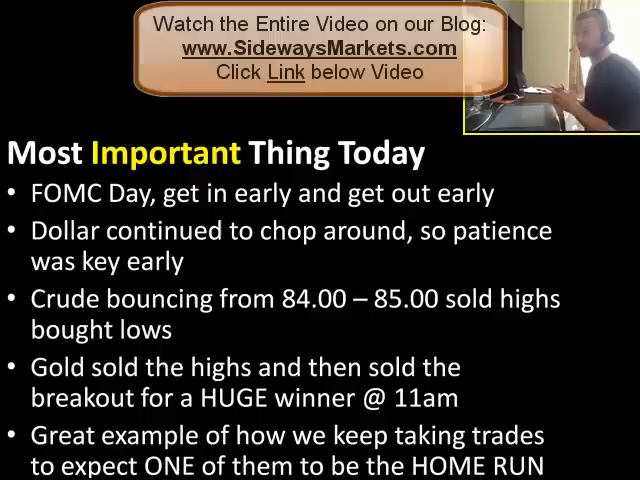 Watch the Entire Video on our Blog:
www.SidewaysMarkets.com
Click Link below Video
Most Important Thing Today
• FOMC Day, get in early and get out early
• Dollar continued to chop around, so patience
was key early
• Crude bouncing from 84.00 – 85.00 sold highs
bought lows
• Gold sold the highs and then sold the
breakout for a HUGE winner @ 11am
• Great example of how we keep taking trades
to expect ONE of them to be the HOME RUN